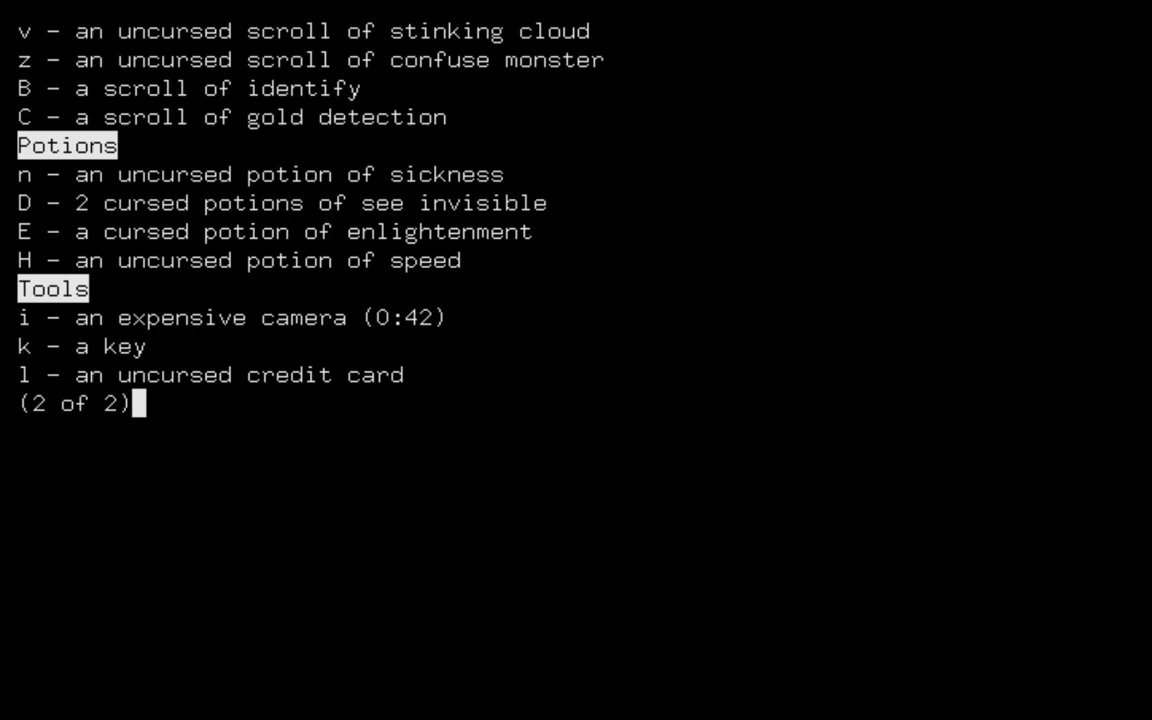 v - an uncursed scroll of stinking cloud
z - an uncursed scroll of confuse monster
B - a scroll of identify
C - a scroll of gold detection
Potions
n - an uncursed potion of sickness
D - 2 cursed potions of see invisible
E - a cursed potion of enlightenment
H - an uncursed potion of speed
Tools
i - an expensive camera (0:42)
k - a key
l - an uncursed credit card
(2 of 2)